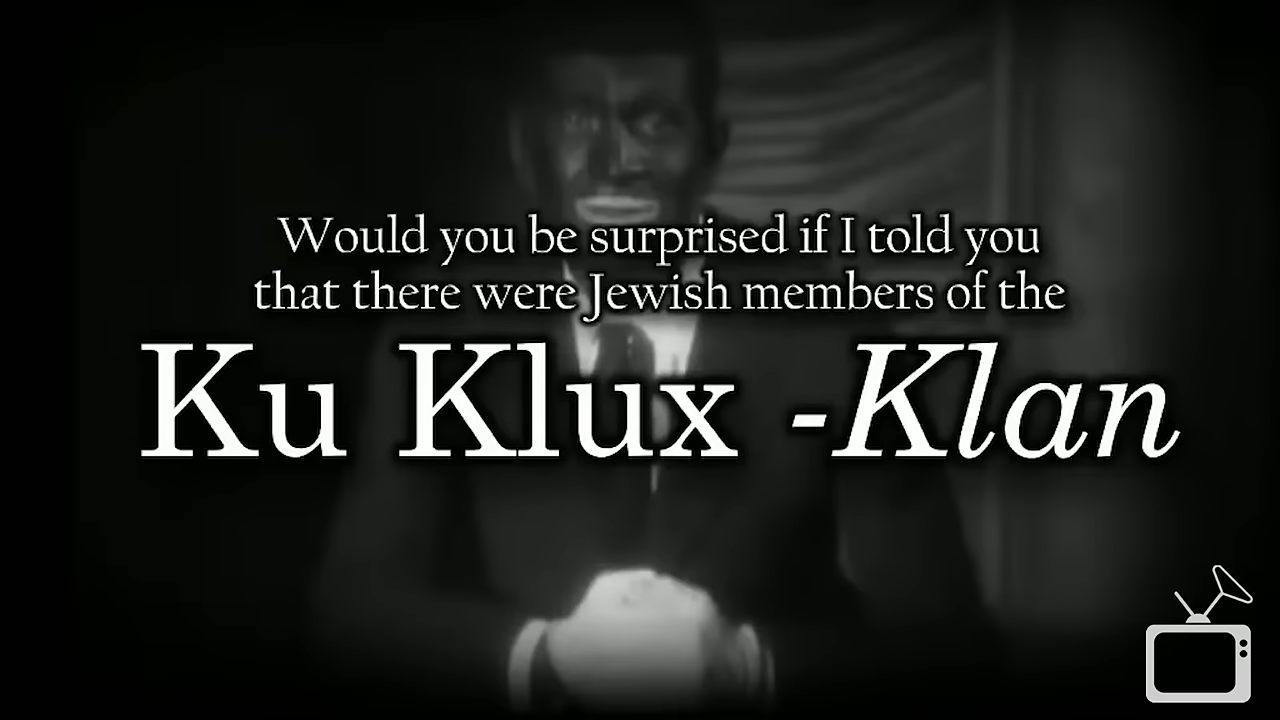 Would you be surprised if I told you
that there were Jewish members of the
Ku Klux -Klan